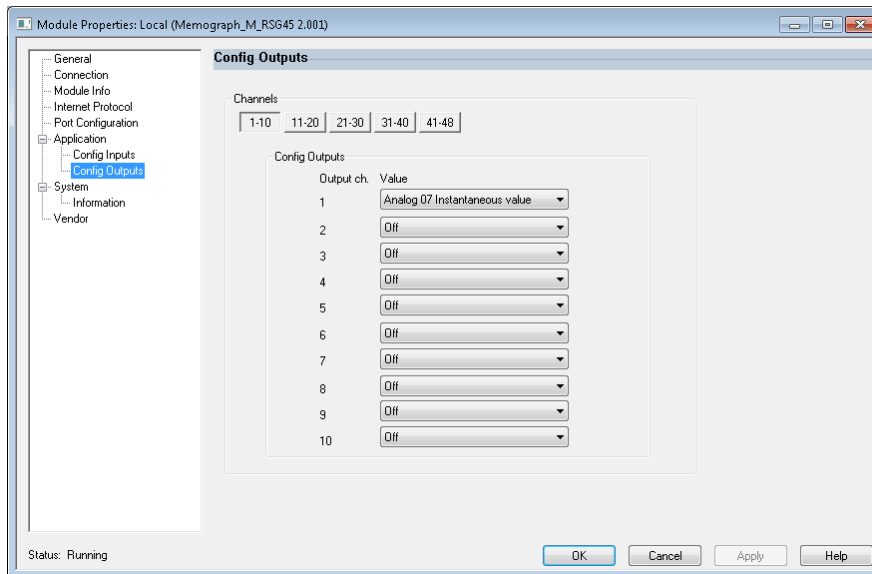 Module Properties: Local (Memograph_M_RSG45 2.001)
General
Connection
Module Info
Internet Protocol
Port Configuration
Application
Config Inputs
Config Outputs
System
Information
Vendor
Config Outputs
Channels
1-10 11-20 21-30 31-40 41-48
Config Outputs
Output ch. Value
1 Analog 07 Instantaneous value
2 Off
3 Off
4 Off
5 Off
6 Off
7 Off
8 Off
9 Off
10 Off
Status: Running
OK Cancel Apply Help